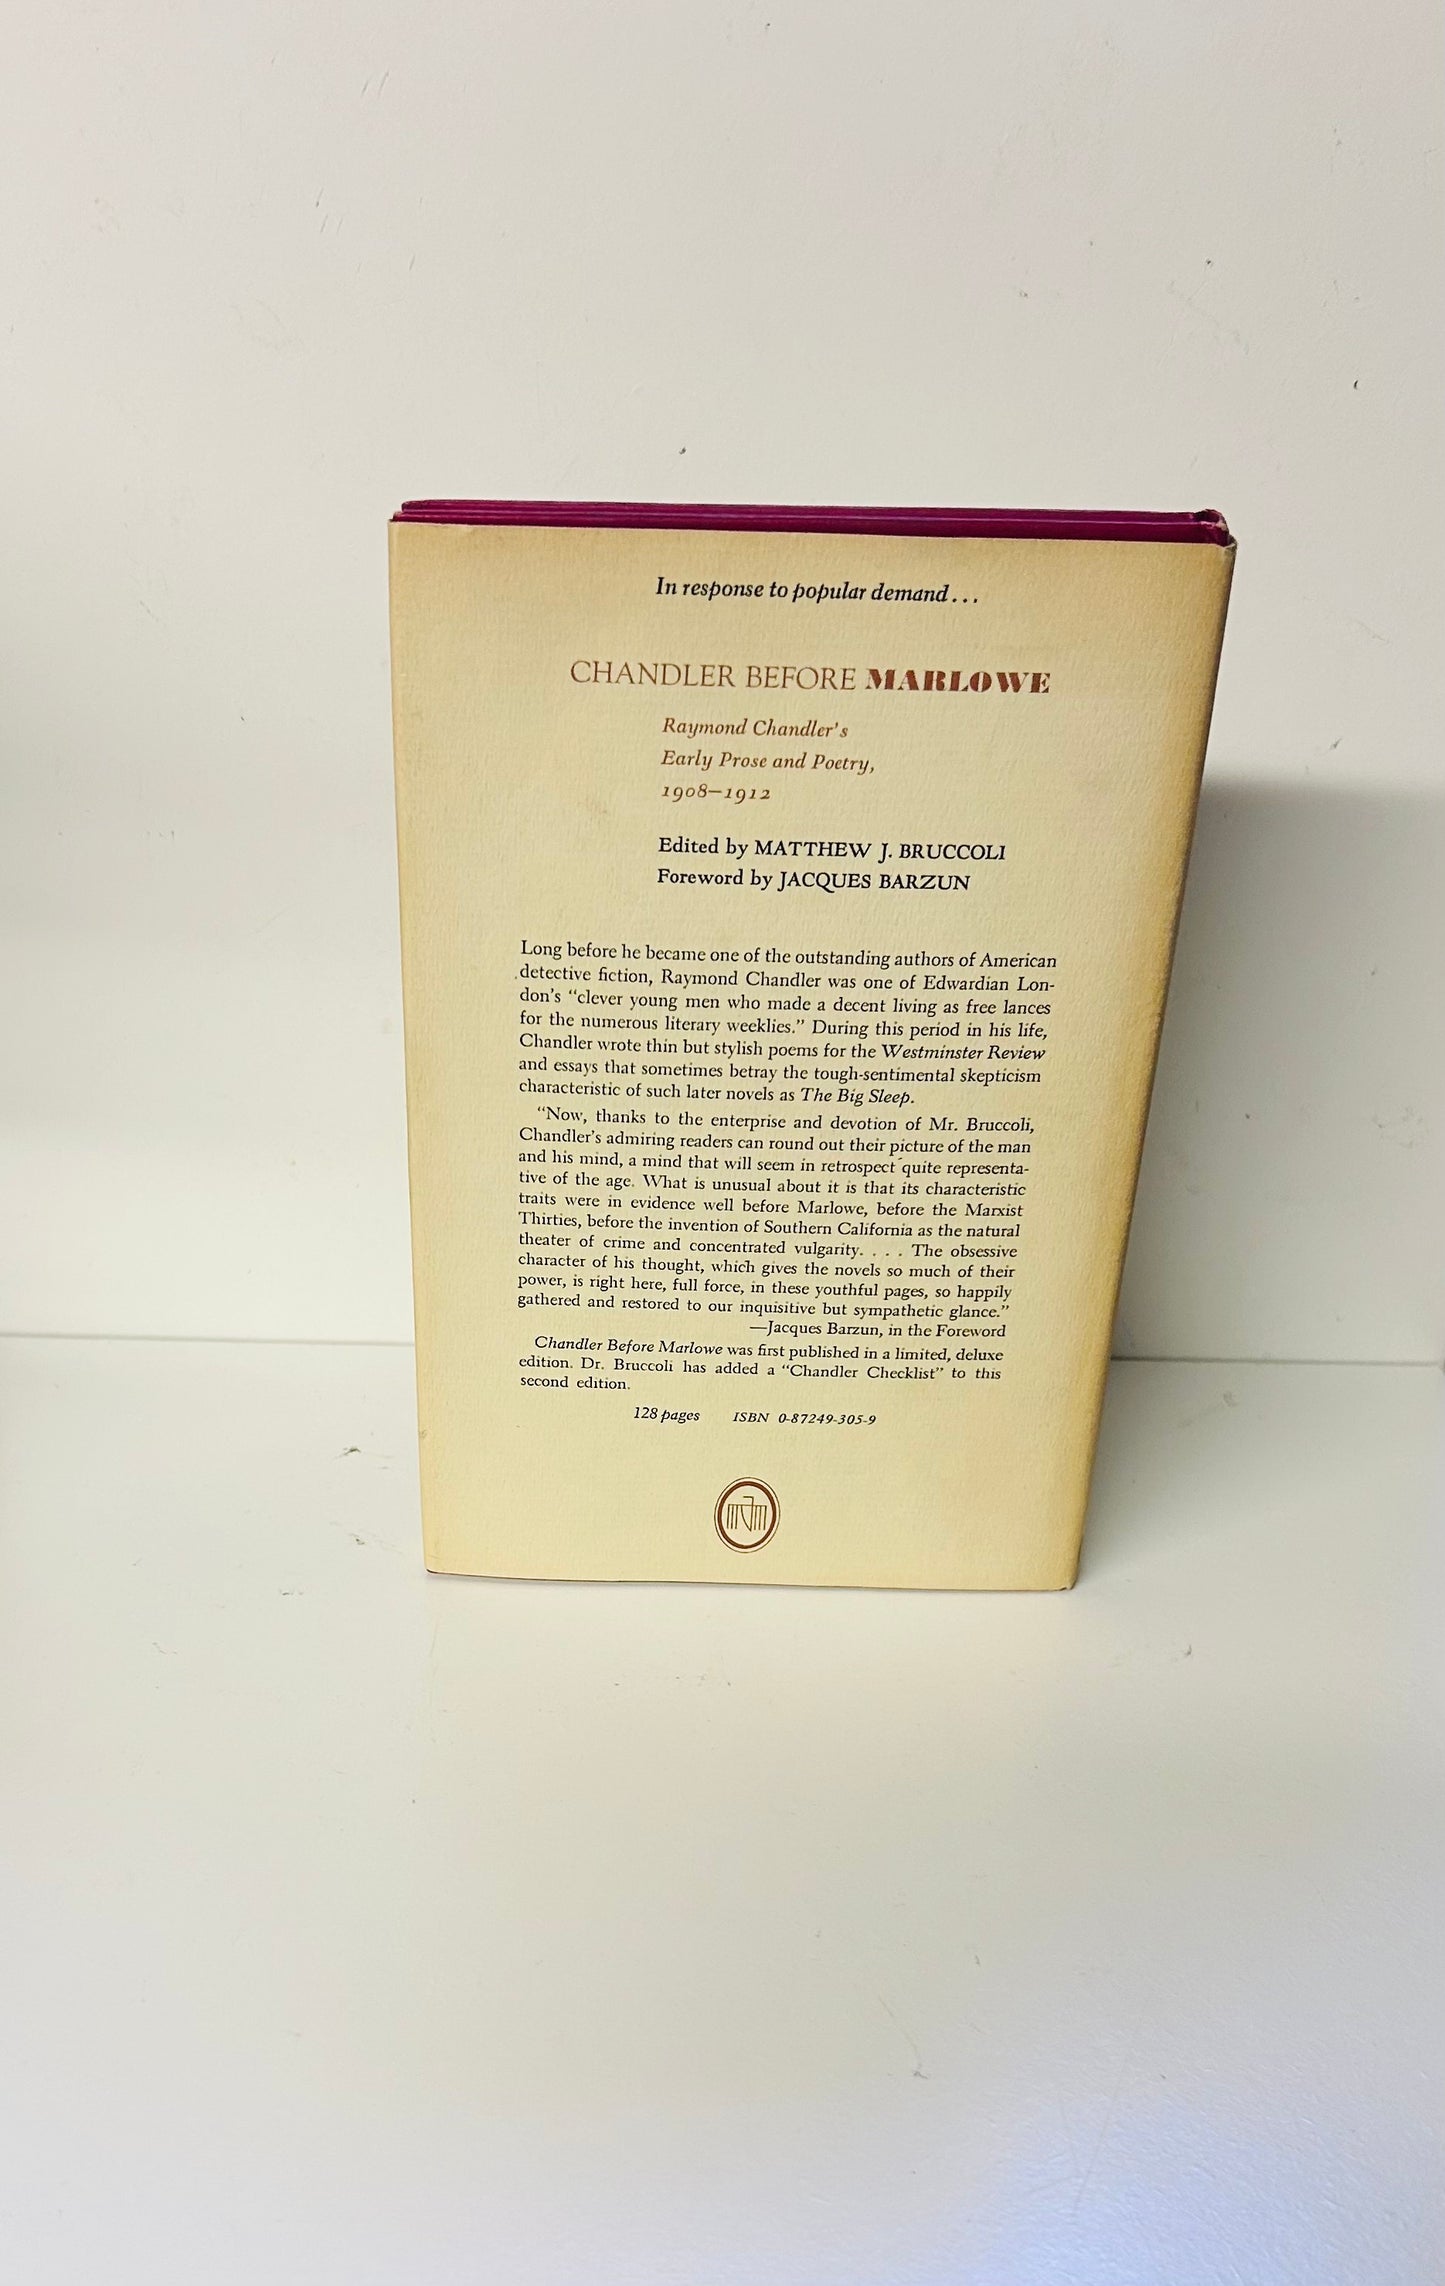 In response to popular demand...
CHANDLER BEFORE MARLOWE
Raymond Chandler's
Early Prose and Poetry,
1908–1912
Edited by MATTHEW J. BRUCCOLI
Foreword by JACQUES BARZUN
Long before he became one of the outstanding authors of American
detective fiction, Raymond Chandler was one of Edwardian Lon-
don's "clever young men who made a decent living as free lances
for the numerous literary weeklies." During this period in his life,
Chandler wrote thin but stylish poems for the Westminster Review
and essays that sometimes betray the tough-sentimental skepticism
characteristic of such later novels as The Big Sleep.
"Now, thanks to the enterprise and devotion of Mr. Bruccoli,
Chandler's admiring readers can round out their picture of the man
and his mind, a mind that will seem in retrospect quite representa-
tive of the age. What is unusual about it is that its characteristic
traits were in evidence well before Marlowe, before the Marxist
Thirties, before the invention of Southern California as the natural
theater of crime and concentrated vulgarity. . . . The obsessive
character of his thought, which gives the novels so much of their
power, is right here, full force, in these youthful pages, so happily
gathered and restored to our inquisitive but sympathetic glance."
—Jacques Barzun, in the Foreword
Chandler Before Marlowe was first published in a limited, deluxe
edition. Dr. Bruccoli has added a "Chandler Checklist" to this
second edition.
128 pages ISBN 0-87249-305-9